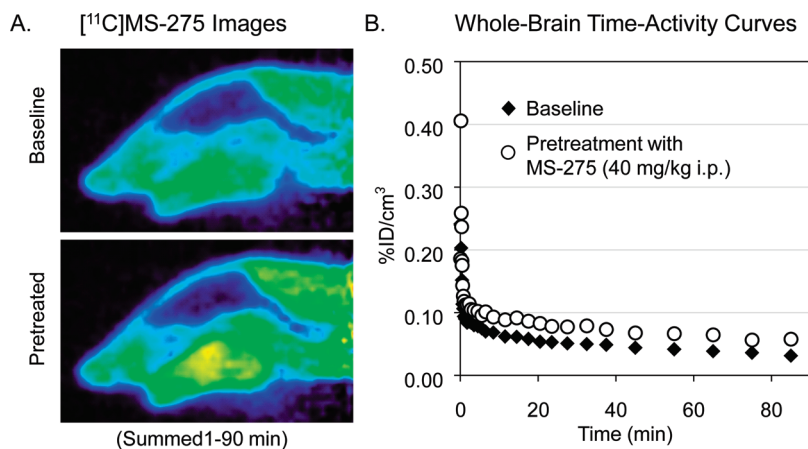 A.
[¹¹C]MS-275 Images
Baseline
Pretreated
(Summed1-90 min)
B.
Whole-Brain Time-Activity Curves
%ID/cm³
0.50
0.40
0.30
0.20
0.10
0.00
Baseline
Pretreatment with
MS-275 (40 mg/kg i.p.)
0 20 40 60 80
Time (min)